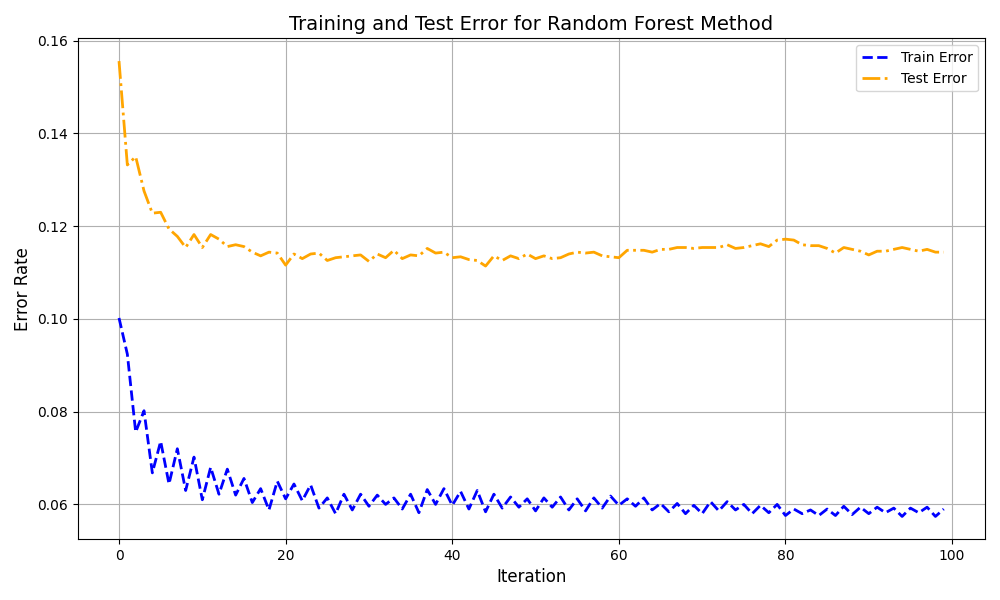 Training and Test Error for Random Forest Method
0.16
0.14
0.12
0.10
0.08
0.06
Error Rate
Train Error
Test Error
0
20
40
60
80
100
Iteration